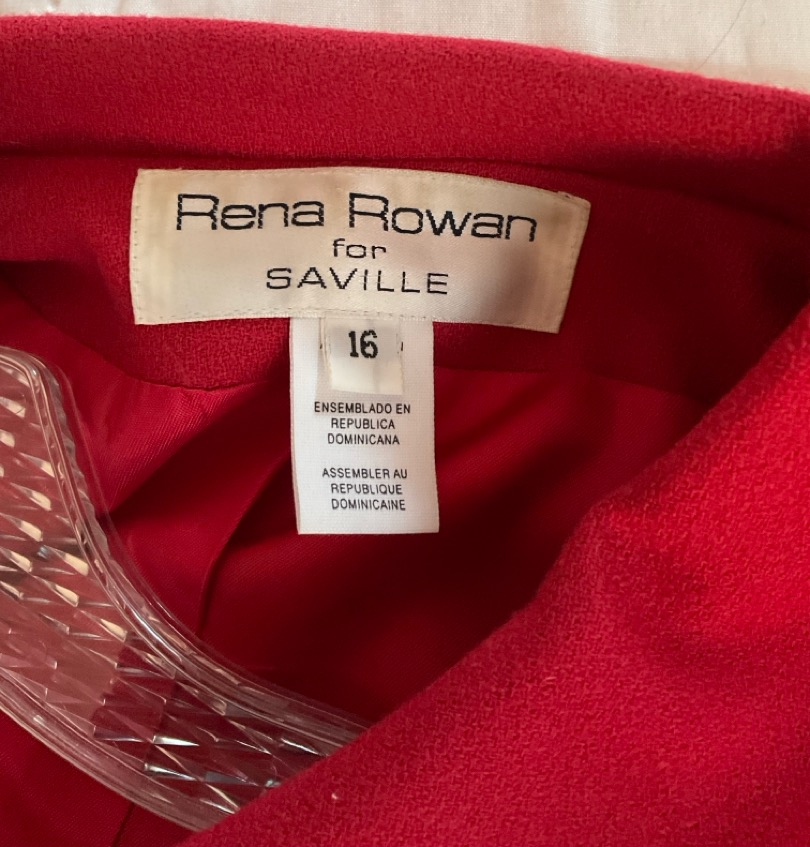 Rena Rowan
for
SAVILLE
16
ENSEMBLADO EN
REPUBLICA
DOMINICANA
ASSEMBLER AU
REPUBLIQUE
DOMINICAINE